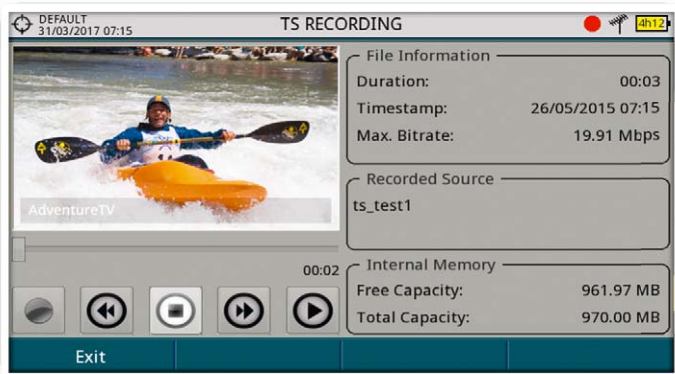 DEFAULT
31/03/2017 07:15
TS RECORDING
4h12
AdventureTV
00:02
File Information
Duration: 00:03
Timestamp: 26/05/2015 07:15
Max. Bitrate: 19.91 Mbps
Recorded Source
ts_test1
Internal Memory
Free Capacity: 961.97 MB
Total Capacity: 970.00 MB
Exit